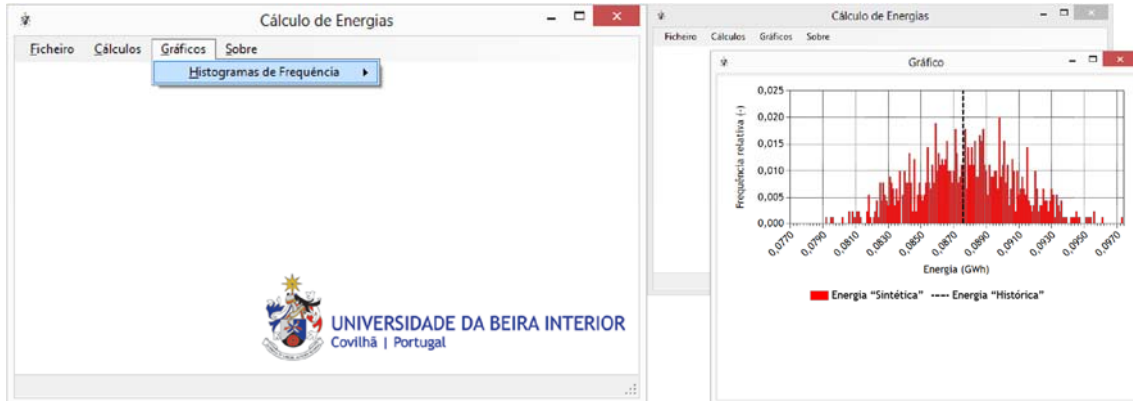 Cálculo de Energias
Ficheiro Cálculos Gráficos Sobre
Histogramas de Frequência
UNIVERSIDADE DA BEIRA INTERIOR
Covilhã | Portugal
Cálculo de Energias
Ficheiro Cálculos Gráficos Sobre
Gráfico
Frequência relativa (-)
0,025
0,020
0,015
0,010
0,005
0,000
0,0770 0,0790 0,0810 0,0830 0,0850 0,0870 0,0890 0,0910 0,0930 0,0950 0,0970
Energia (GWh)
Energia "Sintética" Energia "Histórica"